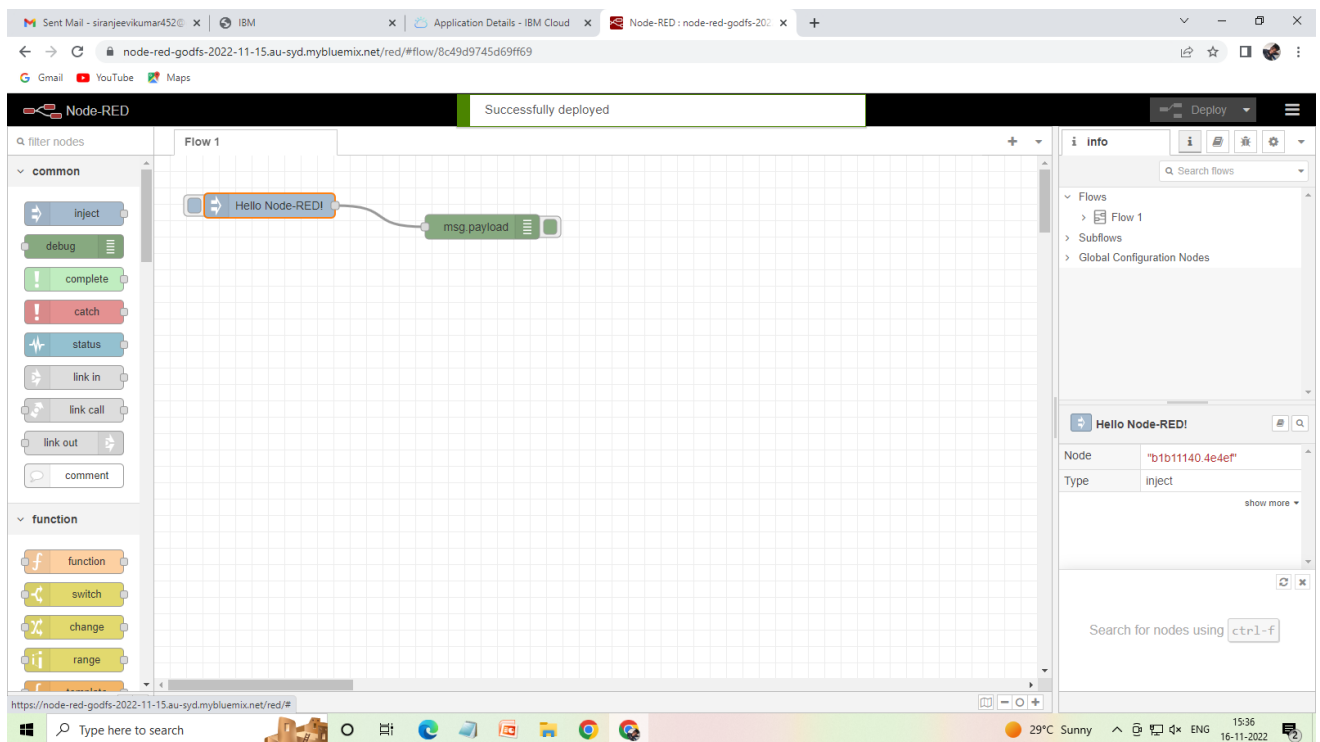 Sent Mail - siranjeevikumar452@
IBM
Application Details - IBM Cloud
Node-RED : node-red-godfs-202
node-red-godfs-2022-11-15.au-syd.mybluemix.net/red/#flow/8c49d9745d69ff69
Gmail YouTube Maps
Node-RED
Successfully deployed
Deploy
filter nodes
Flow 1
i info
i
Search flows
common
inject
debug
complete
catch
status
link in
link call
link out
comment
function
function
switch
change
range
template
Hello Node-RED!
msg.payload
Flows
Flow 1
Subflows
Global Configuration Nodes
Hello Node-RED!
Node "b1b11140.4e4ef"
Type inject
show more
Search for nodes using ctrl-f
https://node-red-godfs-2022-11-15.au-syd.mybluemix.net/red/#
Type here to search
29°C Sunny
ENG
15:36
16-11-2022
2